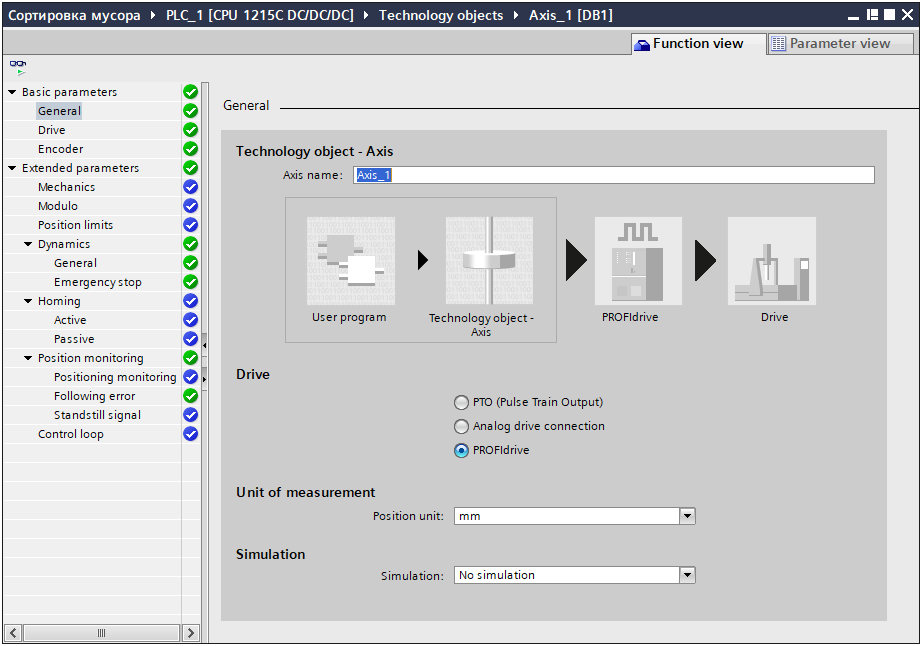 Сортировка мусора PLC_1 [CPU 1215C DC/DC/DC] Technology objects Axis_1 [DB1]
Function view
Parameter view
Basic parameters
General
Drive
Encoder
Extended parameters
Mechanics
Modulo
Position limits
Dynamics
General
Emergency stop
Homing
Active
Passive
Position monitoring
Positioning monitoring
Following error
Standstill signal
Control loop
General
Technology object - Axis
Axis name: Axis_1
User program
Technology object -
Axis
PROFIdrive
Drive
Drive
PTO (Pulse Train Output)
Analog drive connection
PROFIdrive
Unit of measurement
Position unit: mm
Simulation
Simulation: No simulation